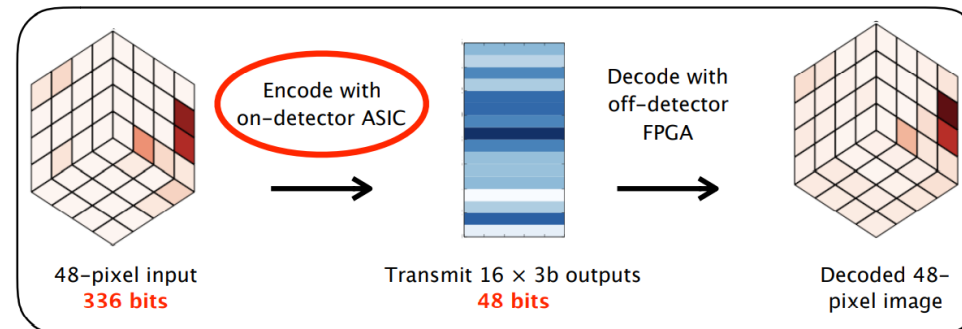 Encode with
on-detector ASIC
Decode with
off-detector
FPGA
48-pixel input
336 bits
Transmit 16 × 3b outputs
48 bits
Decoded 48-
pixel image